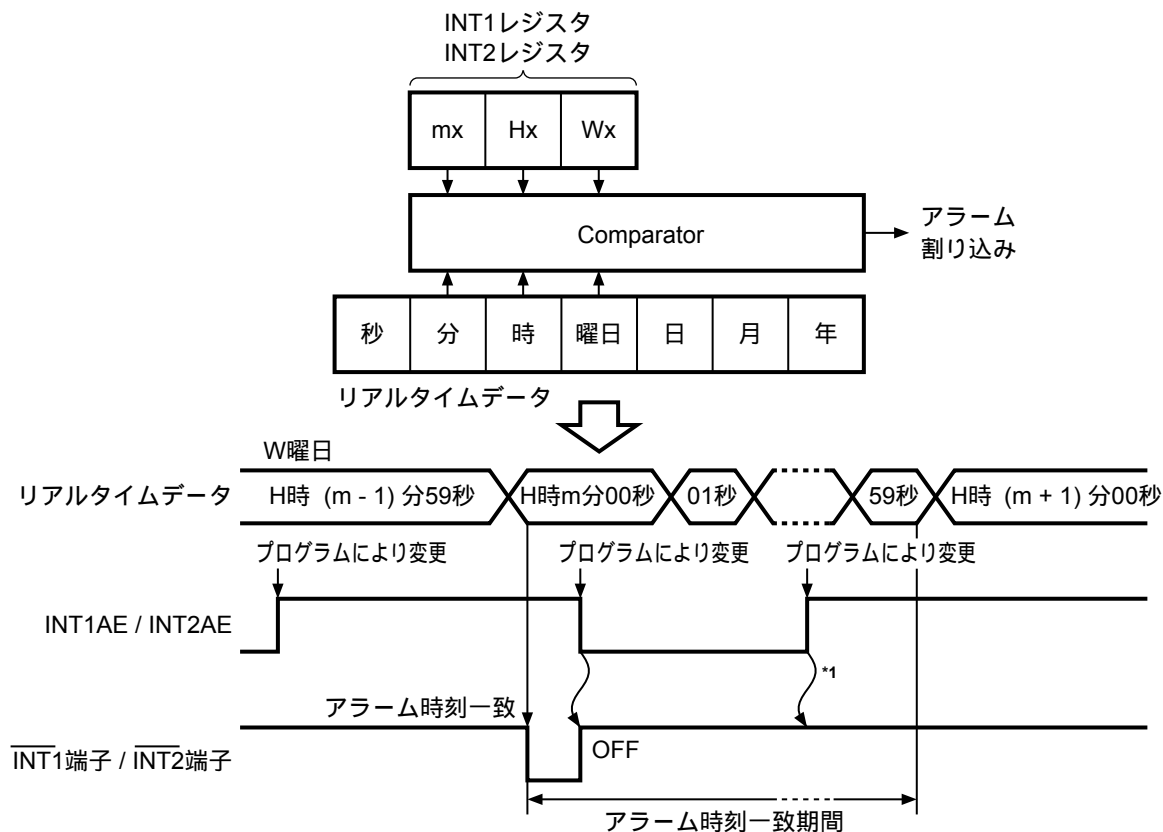 INT1レジスタ
INT2レジスタ
mx Hx Wx
Comparator
アラーム
割り込み
秒 分 時 曜日 日 月 年
リアルタイムデータ
W曜日
リアルタイムデータ H時 (m - 1) 分59秒 H時m分00秒 01秒 59秒 H時 (m + 1) 分00秒
プログラムにより変更 プログラムにより変更 プログラムにより変更
INT1AE / INT2AE
*1
アラーム時刻一致
OFF
INT1端子 / INT2端子
アラーム時刻一致期間